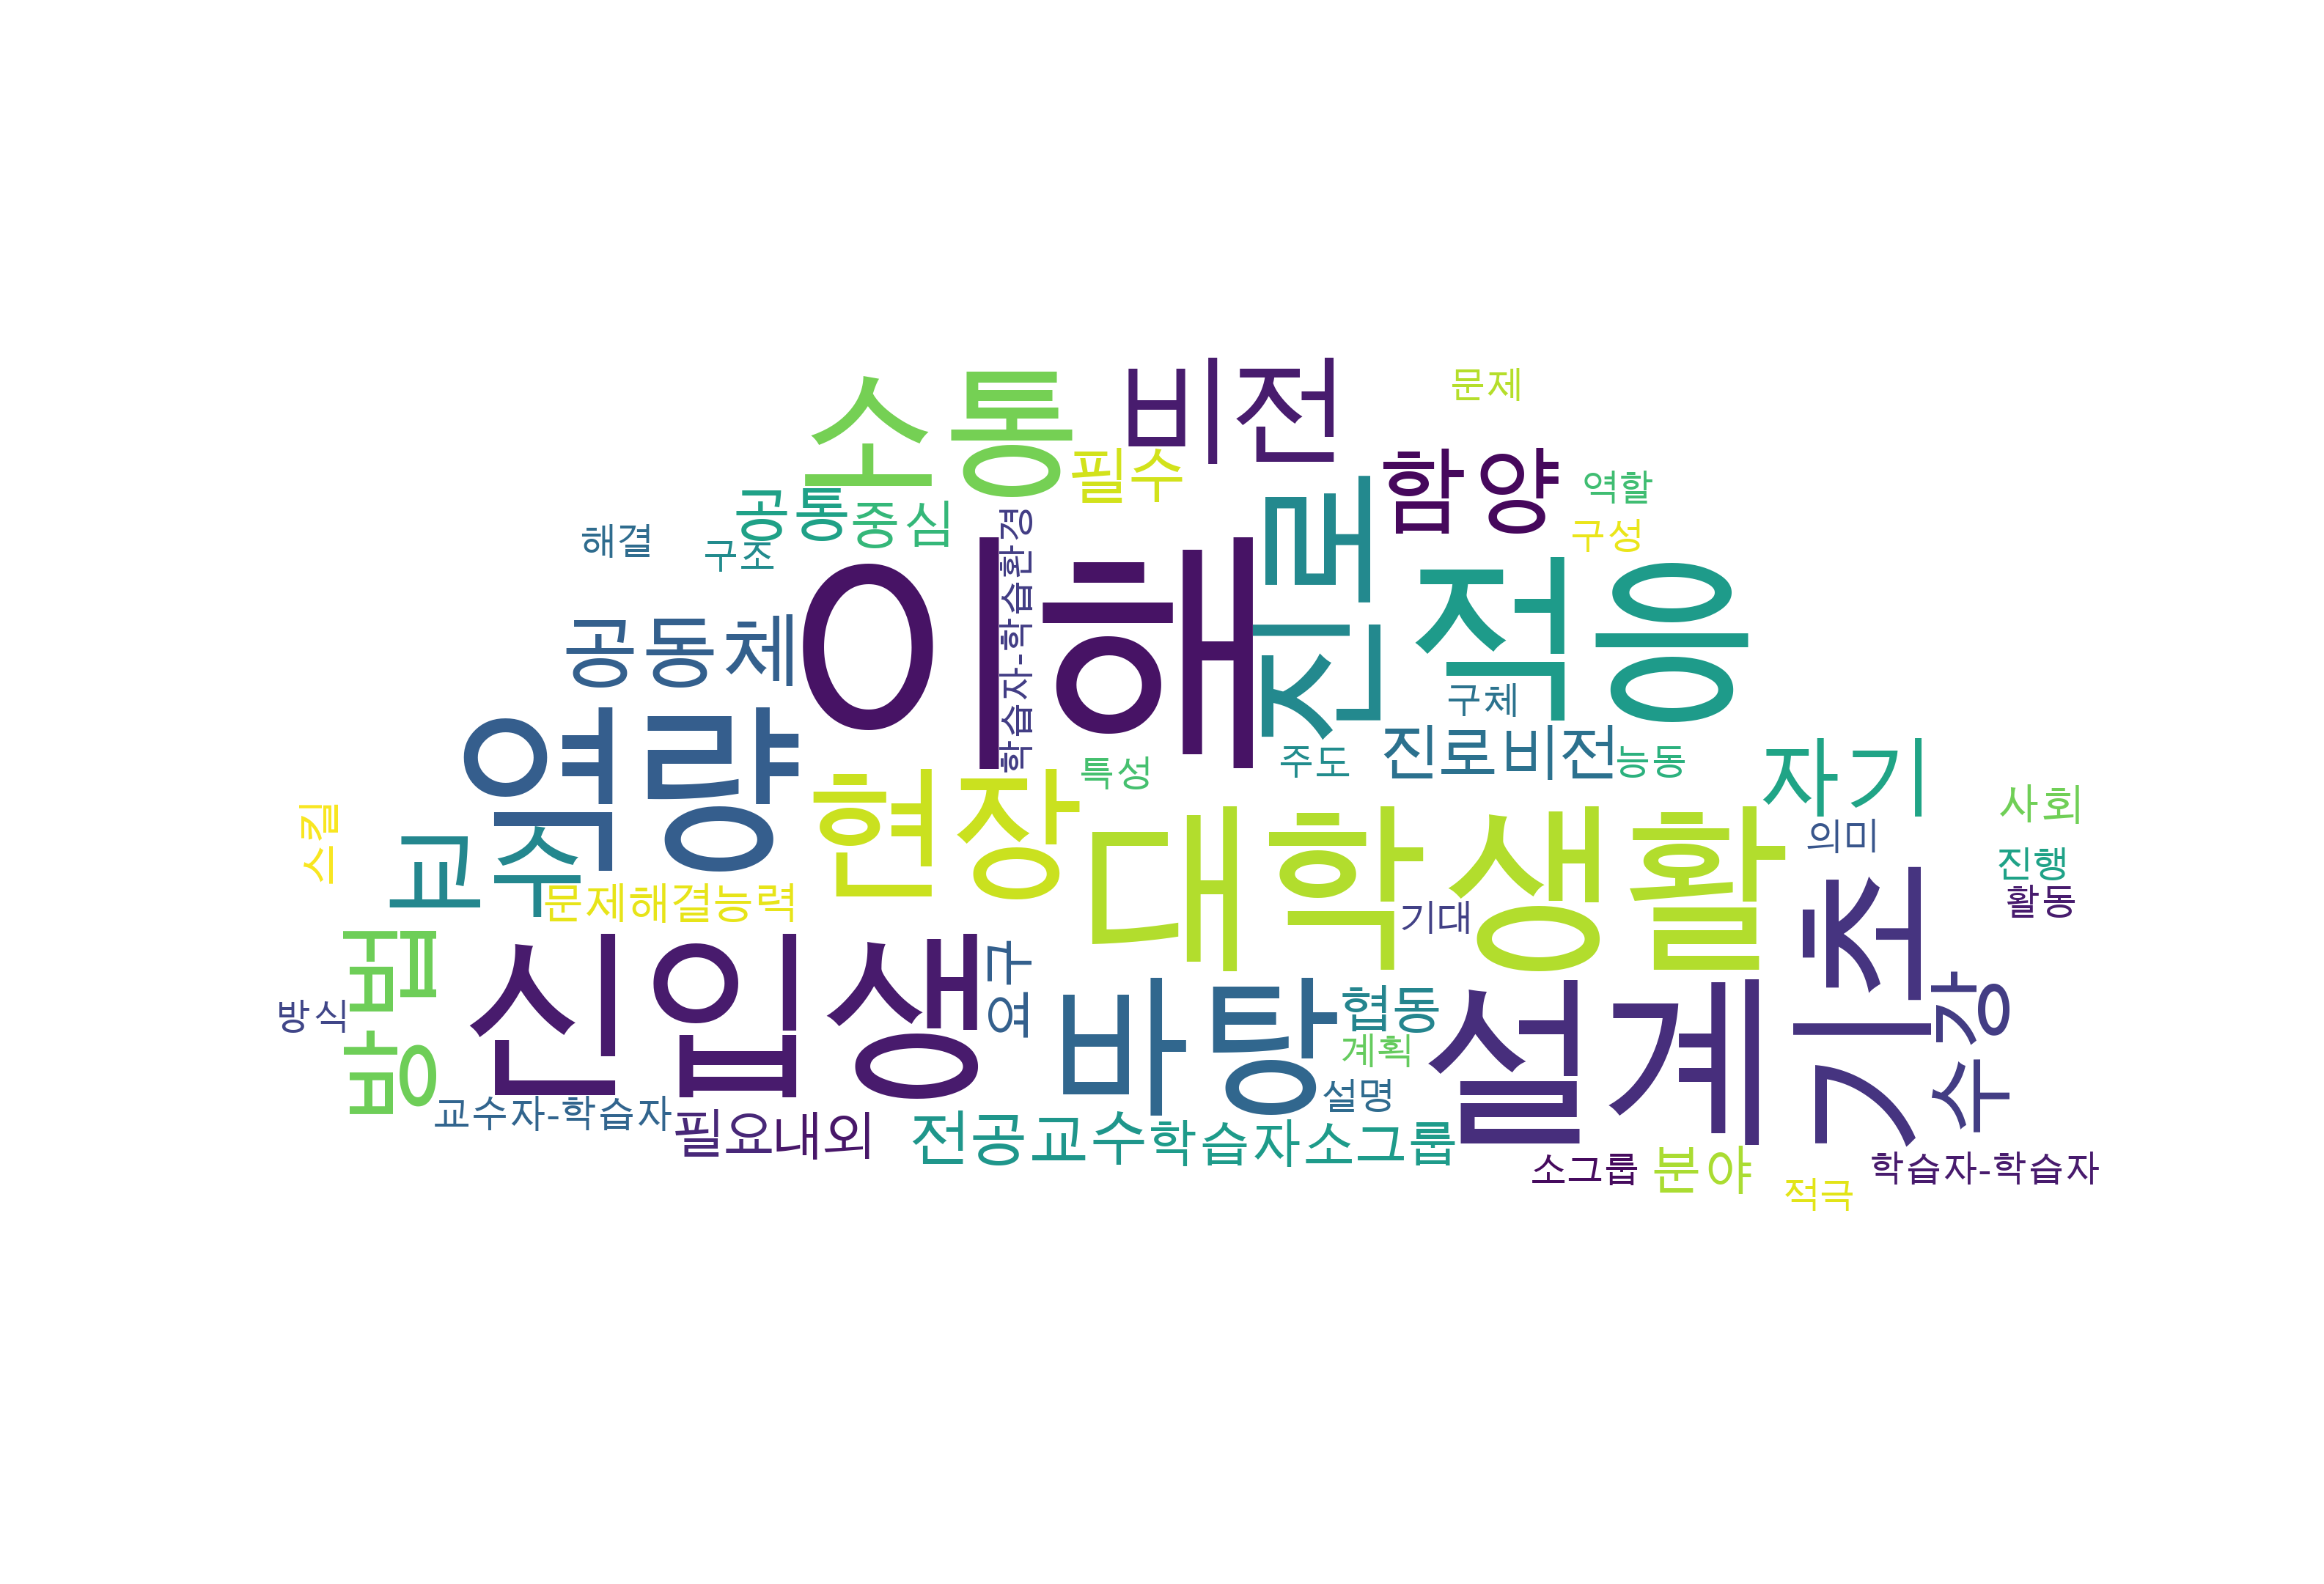 소통
비전
문제
필수
함양
역할
공통
중심
구성
해결
구조
학습자-학습환경
진로
이해
적응
공동체
구체
역량
진로비전
주도
능동
특성
자기
현장
사회
스킬
교수
대학생활
의미
진행
활동
문제해결능력
기대
기초
방법
신입생
연구
방식
바탕
협동
설계
수강
계획
설명
교수자-학습자
필요내외
전공교수
학습자소그룹
소그룹
분야
학습자-학습자
적극